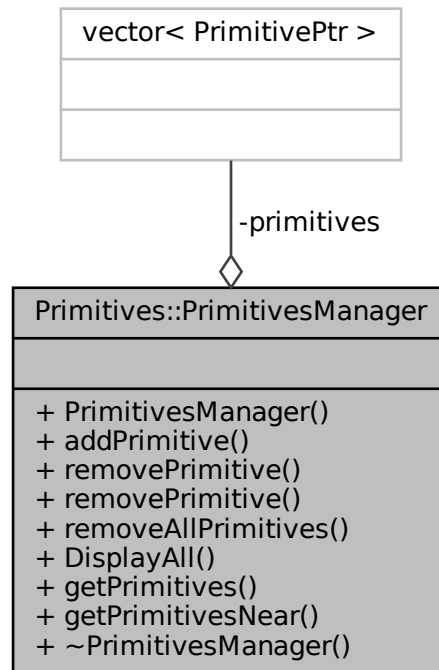 vector< PrimitivePtr >
-primitives
Primitives::PrimitivesManager
+ PrimitivesManager()
+ addPrimitive()
+ removePrimitive()
+ removePrimitive()
+ removeAllPrimitives()
+ DisplayAll()
+ getPrimitives()
+ getPrimitivesNear()
+ ~PrimitivesManager()